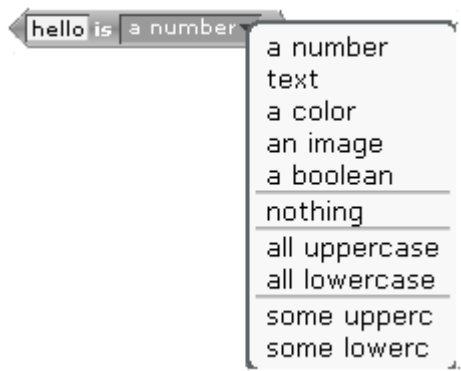 hello is a number
a number
text
a color
an image
a boolean
nothing
all uppercase
all lowercase
some upperc
some lowerc